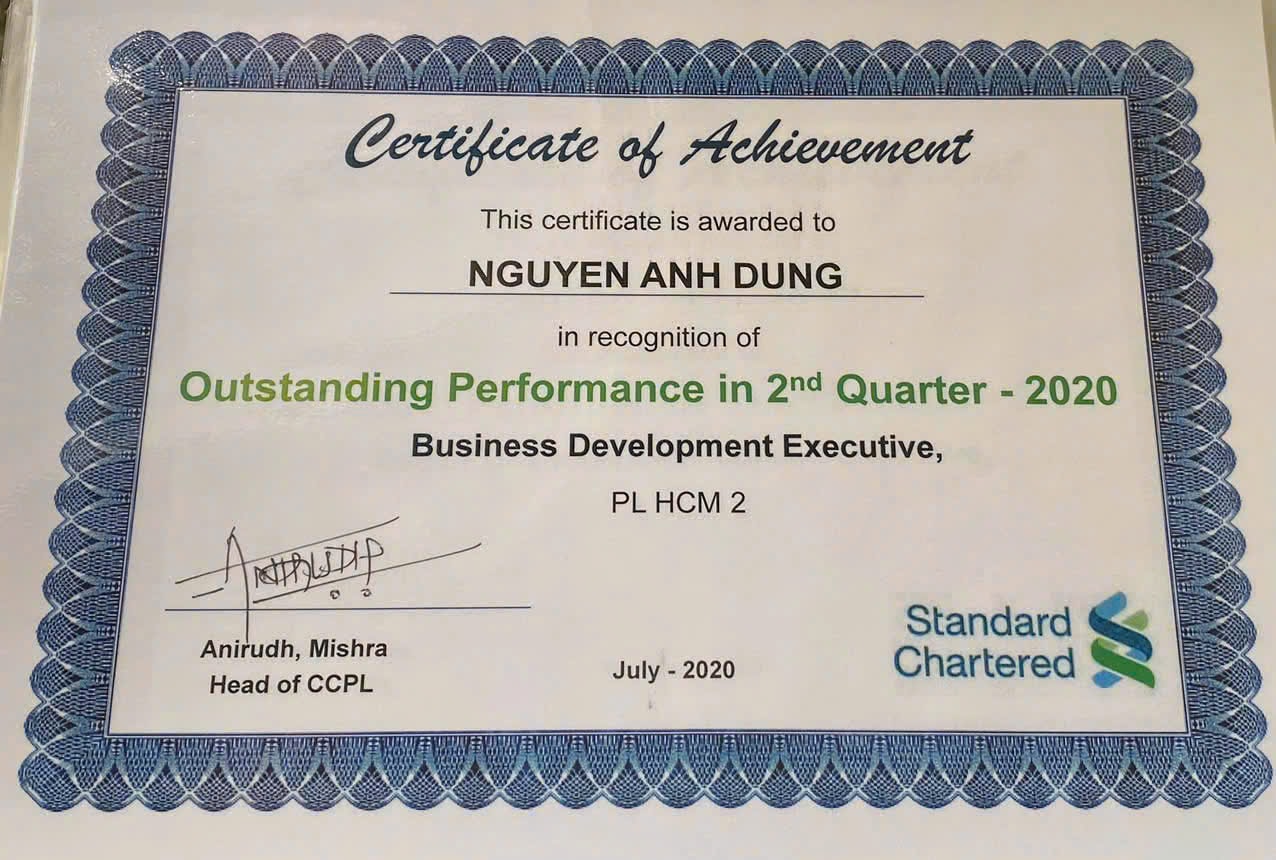 Certificate of Achievement
This certificate is awarded to
NGUYEN ANH DUNG
in recognition of
Outstanding Performance in 2nd Quarter - 2020
Business Development Executive,
PL HCM 2
Anirudh, Mishra
Head of CCPL
July - 2020
Standard
Chartered